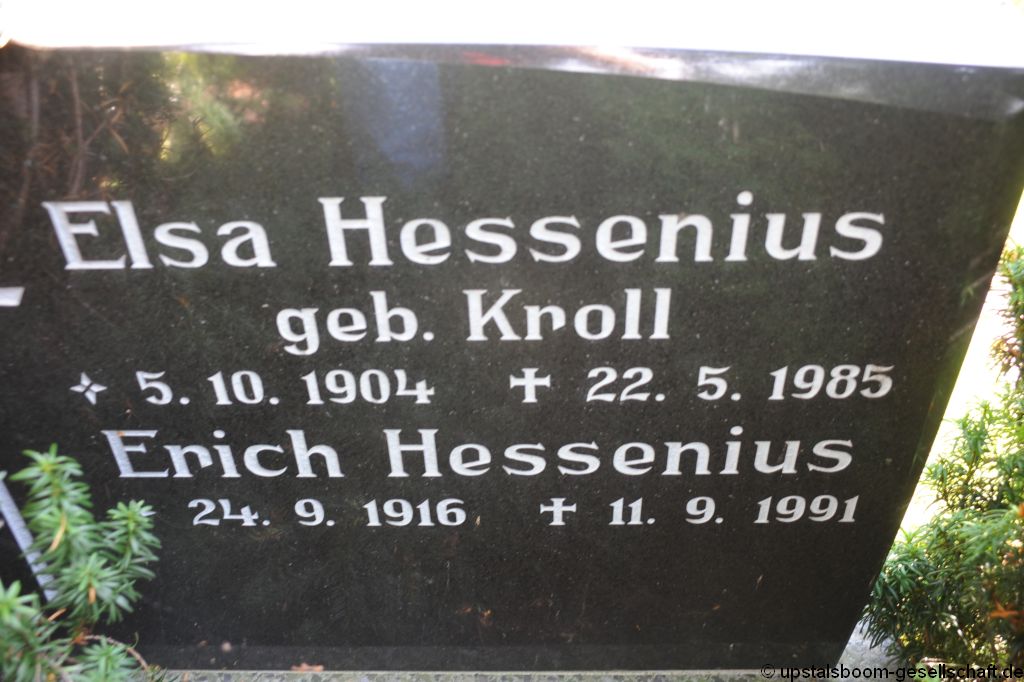 Elsa Hessenius
geb. Kroll
5. 10. 1904 † 22. 5. 1985
Erich Hessenius
24. 9. 1916 † 11. 9. 1991
© upstalsboom-gesellschaft.de